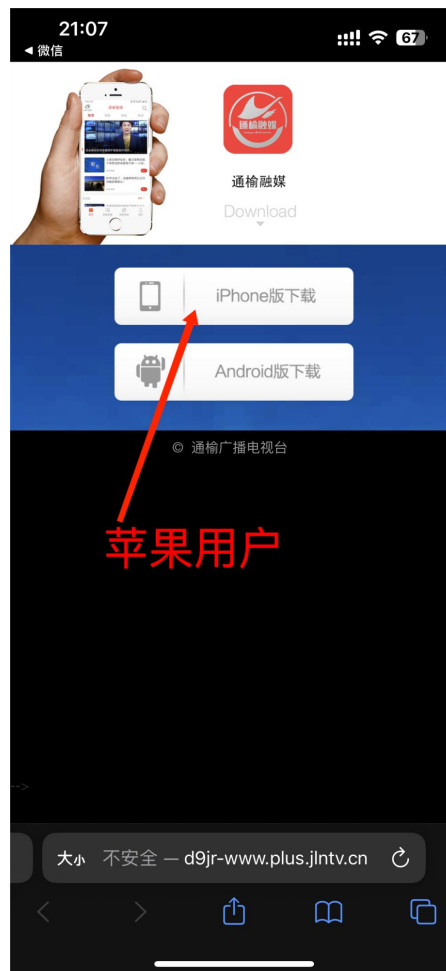 21:07
67
微信
通榆融媒
通榆融媒
Download
iPhone版下载
Android版下载
© 通榆广播电视台
苹果用户
-->
大小 不安全 — d9jr-www.plus.jlntv.cn